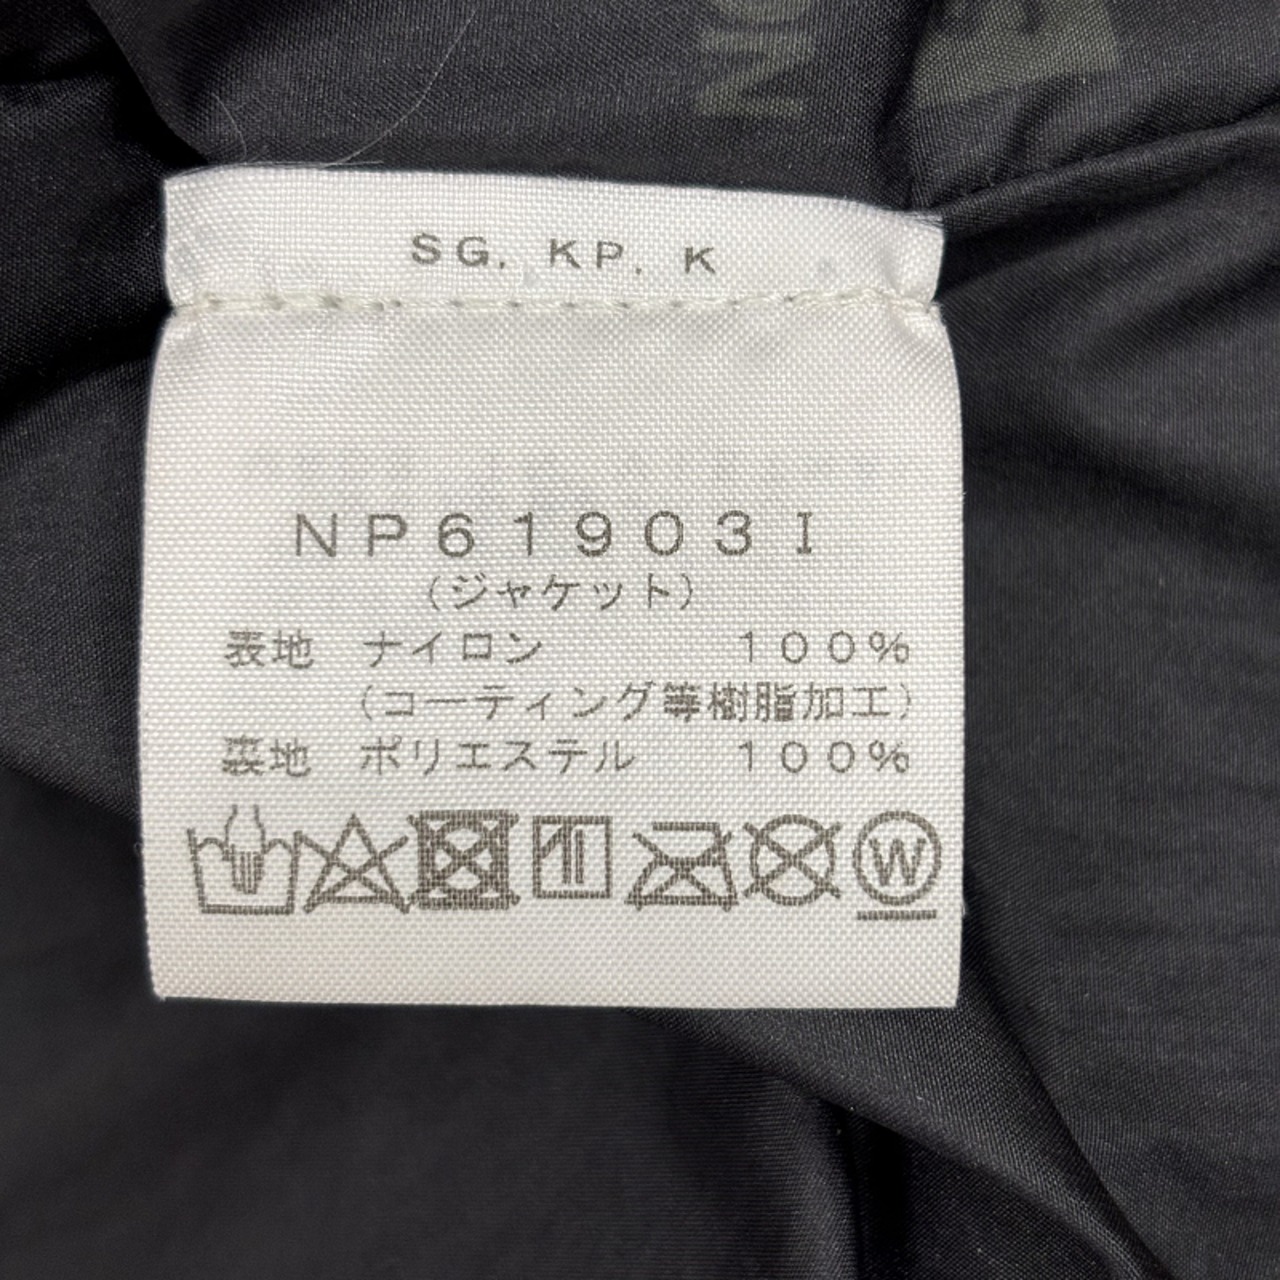 SG. KP. K
NP61903I
(ジャケット)
表地 ナイロン 100%
(コーティング等樹脂加工)
裏地 ポリエステル 100%
W